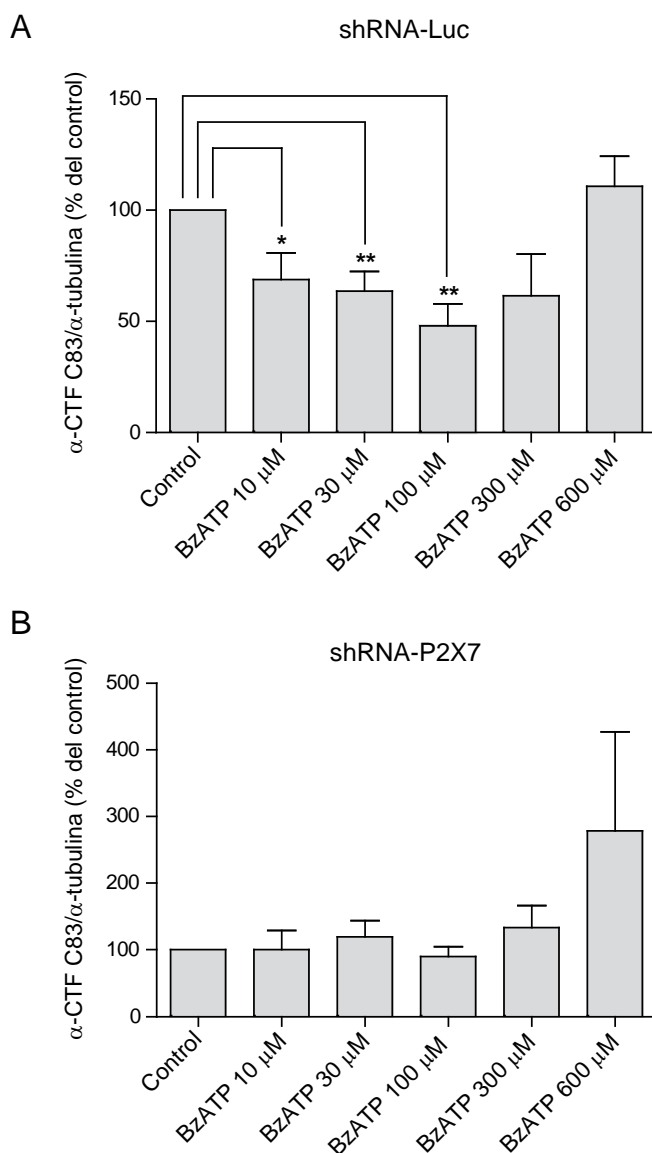 A
shRNA-Luc
α-CTF C83/α-tubulina (% del control)
150
100
50
0
*
**
**
Control
BzATP 10 μM
BzATP 30 μM
BzATP 100 μM
BzATP 300 μM
BzATP 600 μM
B
shRNA-P2X7
α-CTF C83/α-tubulina (% del control)
500
400
300
200
100
0
Control
BzATP 10 μM
BzATP 30 μM
BzATP 100 μM
BzATP 300 μM
BzATP 600 μM